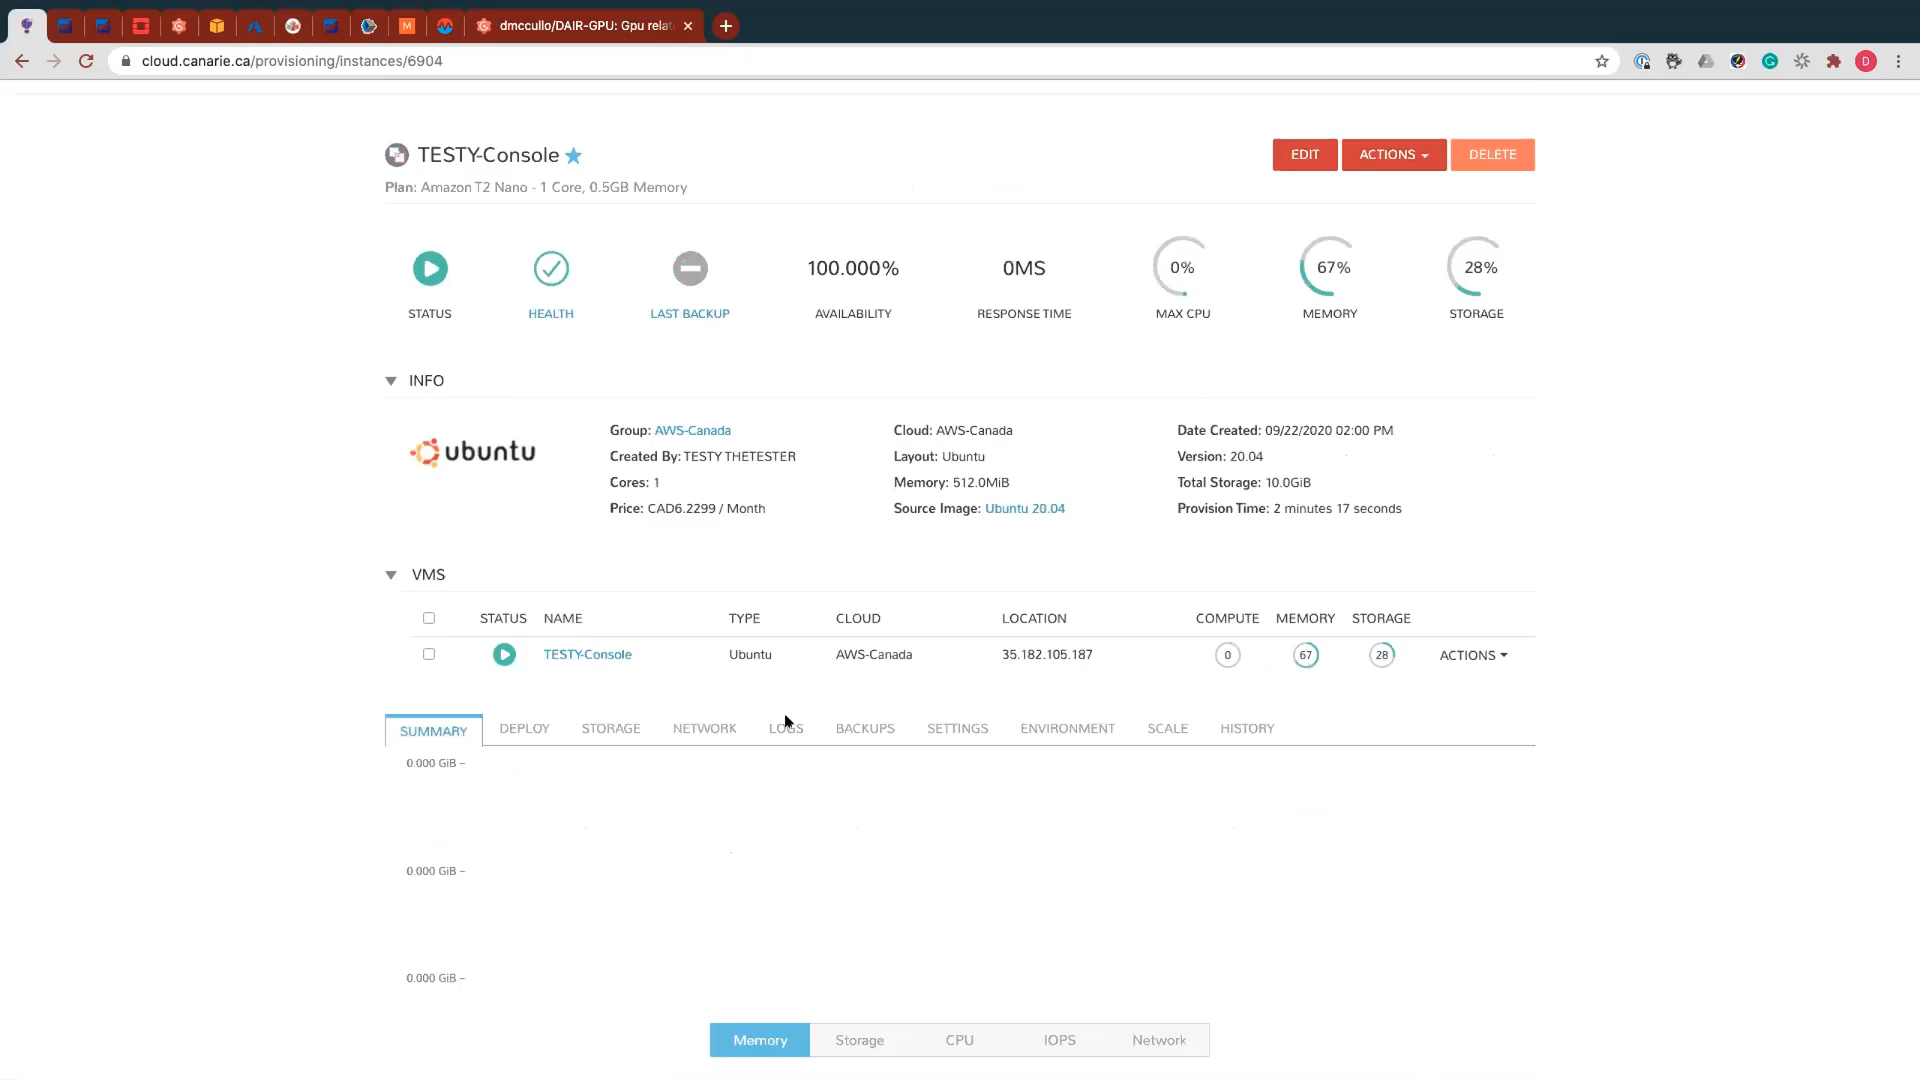 dmccullo/DAIR-GPU: Gpu relat
cloud.canarie.ca/provisioning/instances/6904
D
M
TESTY-Console
EDIT
ACTIONS
DELETE
Plan: Amazon T2 Nano - 1 Core, 0.5GB Memory
100.000%
0MS
0%
67%
28%
STATUS
HEALTH
LAST BACKUP
AVAILABILITY
RESPONSE TIME
MAX CPU
MEMORY
STORAGE
INFO
ubuntu
Group: AWS-Canada
Cloud: AWS-Canada
Date Created: 09/22/2020 02:00 PM
Created By: TESTY THETESTER
Layout: Ubuntu
Version: 20.04
Cores: 1
Memory: 512.0MiB
Total Storage: 10.0GiB
Price: CAD6.2299 / Month
Source Image: Ubuntu 20.04
Provision Time: 2 minutes 17 seconds
VMS
STATUS NAME TYPE CLOUD LOCATION COMPUTE MEMORY STORAGE
TESTY-Console Ubuntu AWS-Canada 35.182.105.187 0 67 28 ACTIONS
SUMMARY DEPLOY STORAGE NETWORK LOGS BACKUPS SETTINGS ENVIRONMENT SCALE HISTORY
0.000 GiB –
0.000 GiB –
0.000 GiB –
Memory Storage CPU IOPS Network